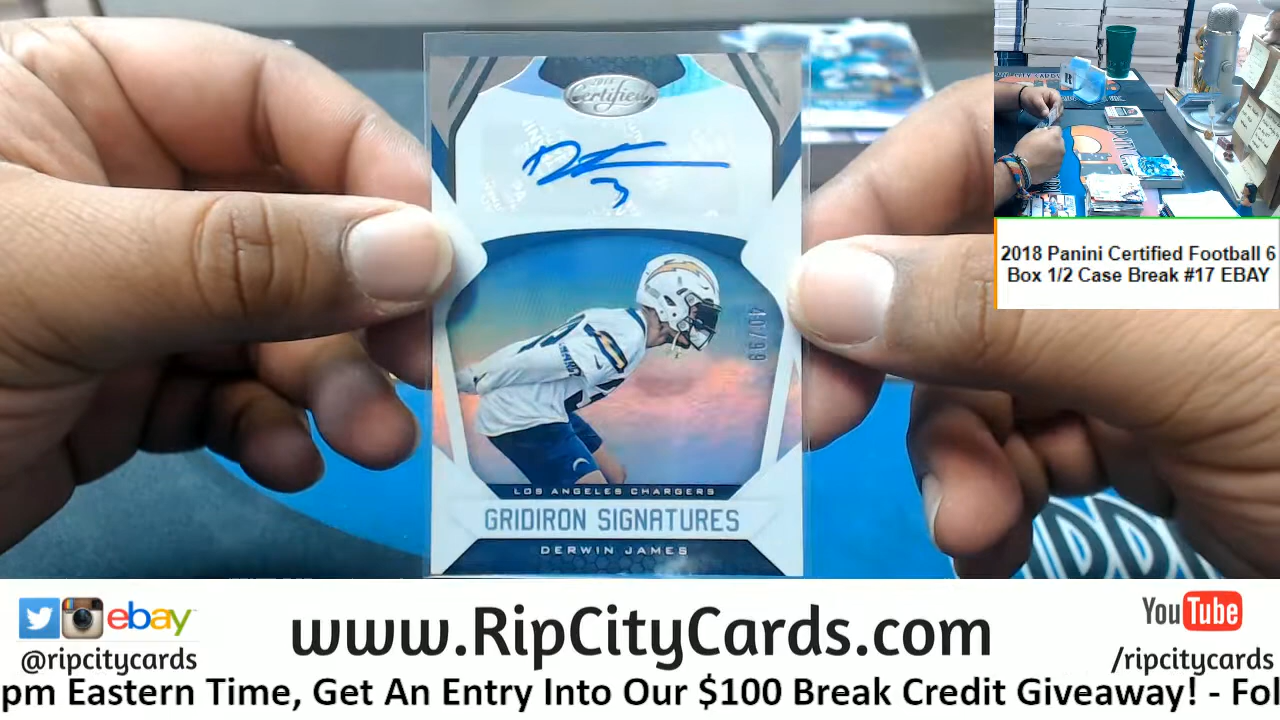 2018
Certified
3
40/99
LOS ANGELES CHARGERS
GRIDIRON SIGNATURES
DERWIN JAMES
2018 Panini Certified Football 6
Box 1/2 Case Break #17 EBAY
ebay
@ripcitycards
www.RipCityCards.com
YouTube
/ripcitycards
pm Eastern Time, Get An Entry Into Our $100 Break Credit Giveaway! - Fol